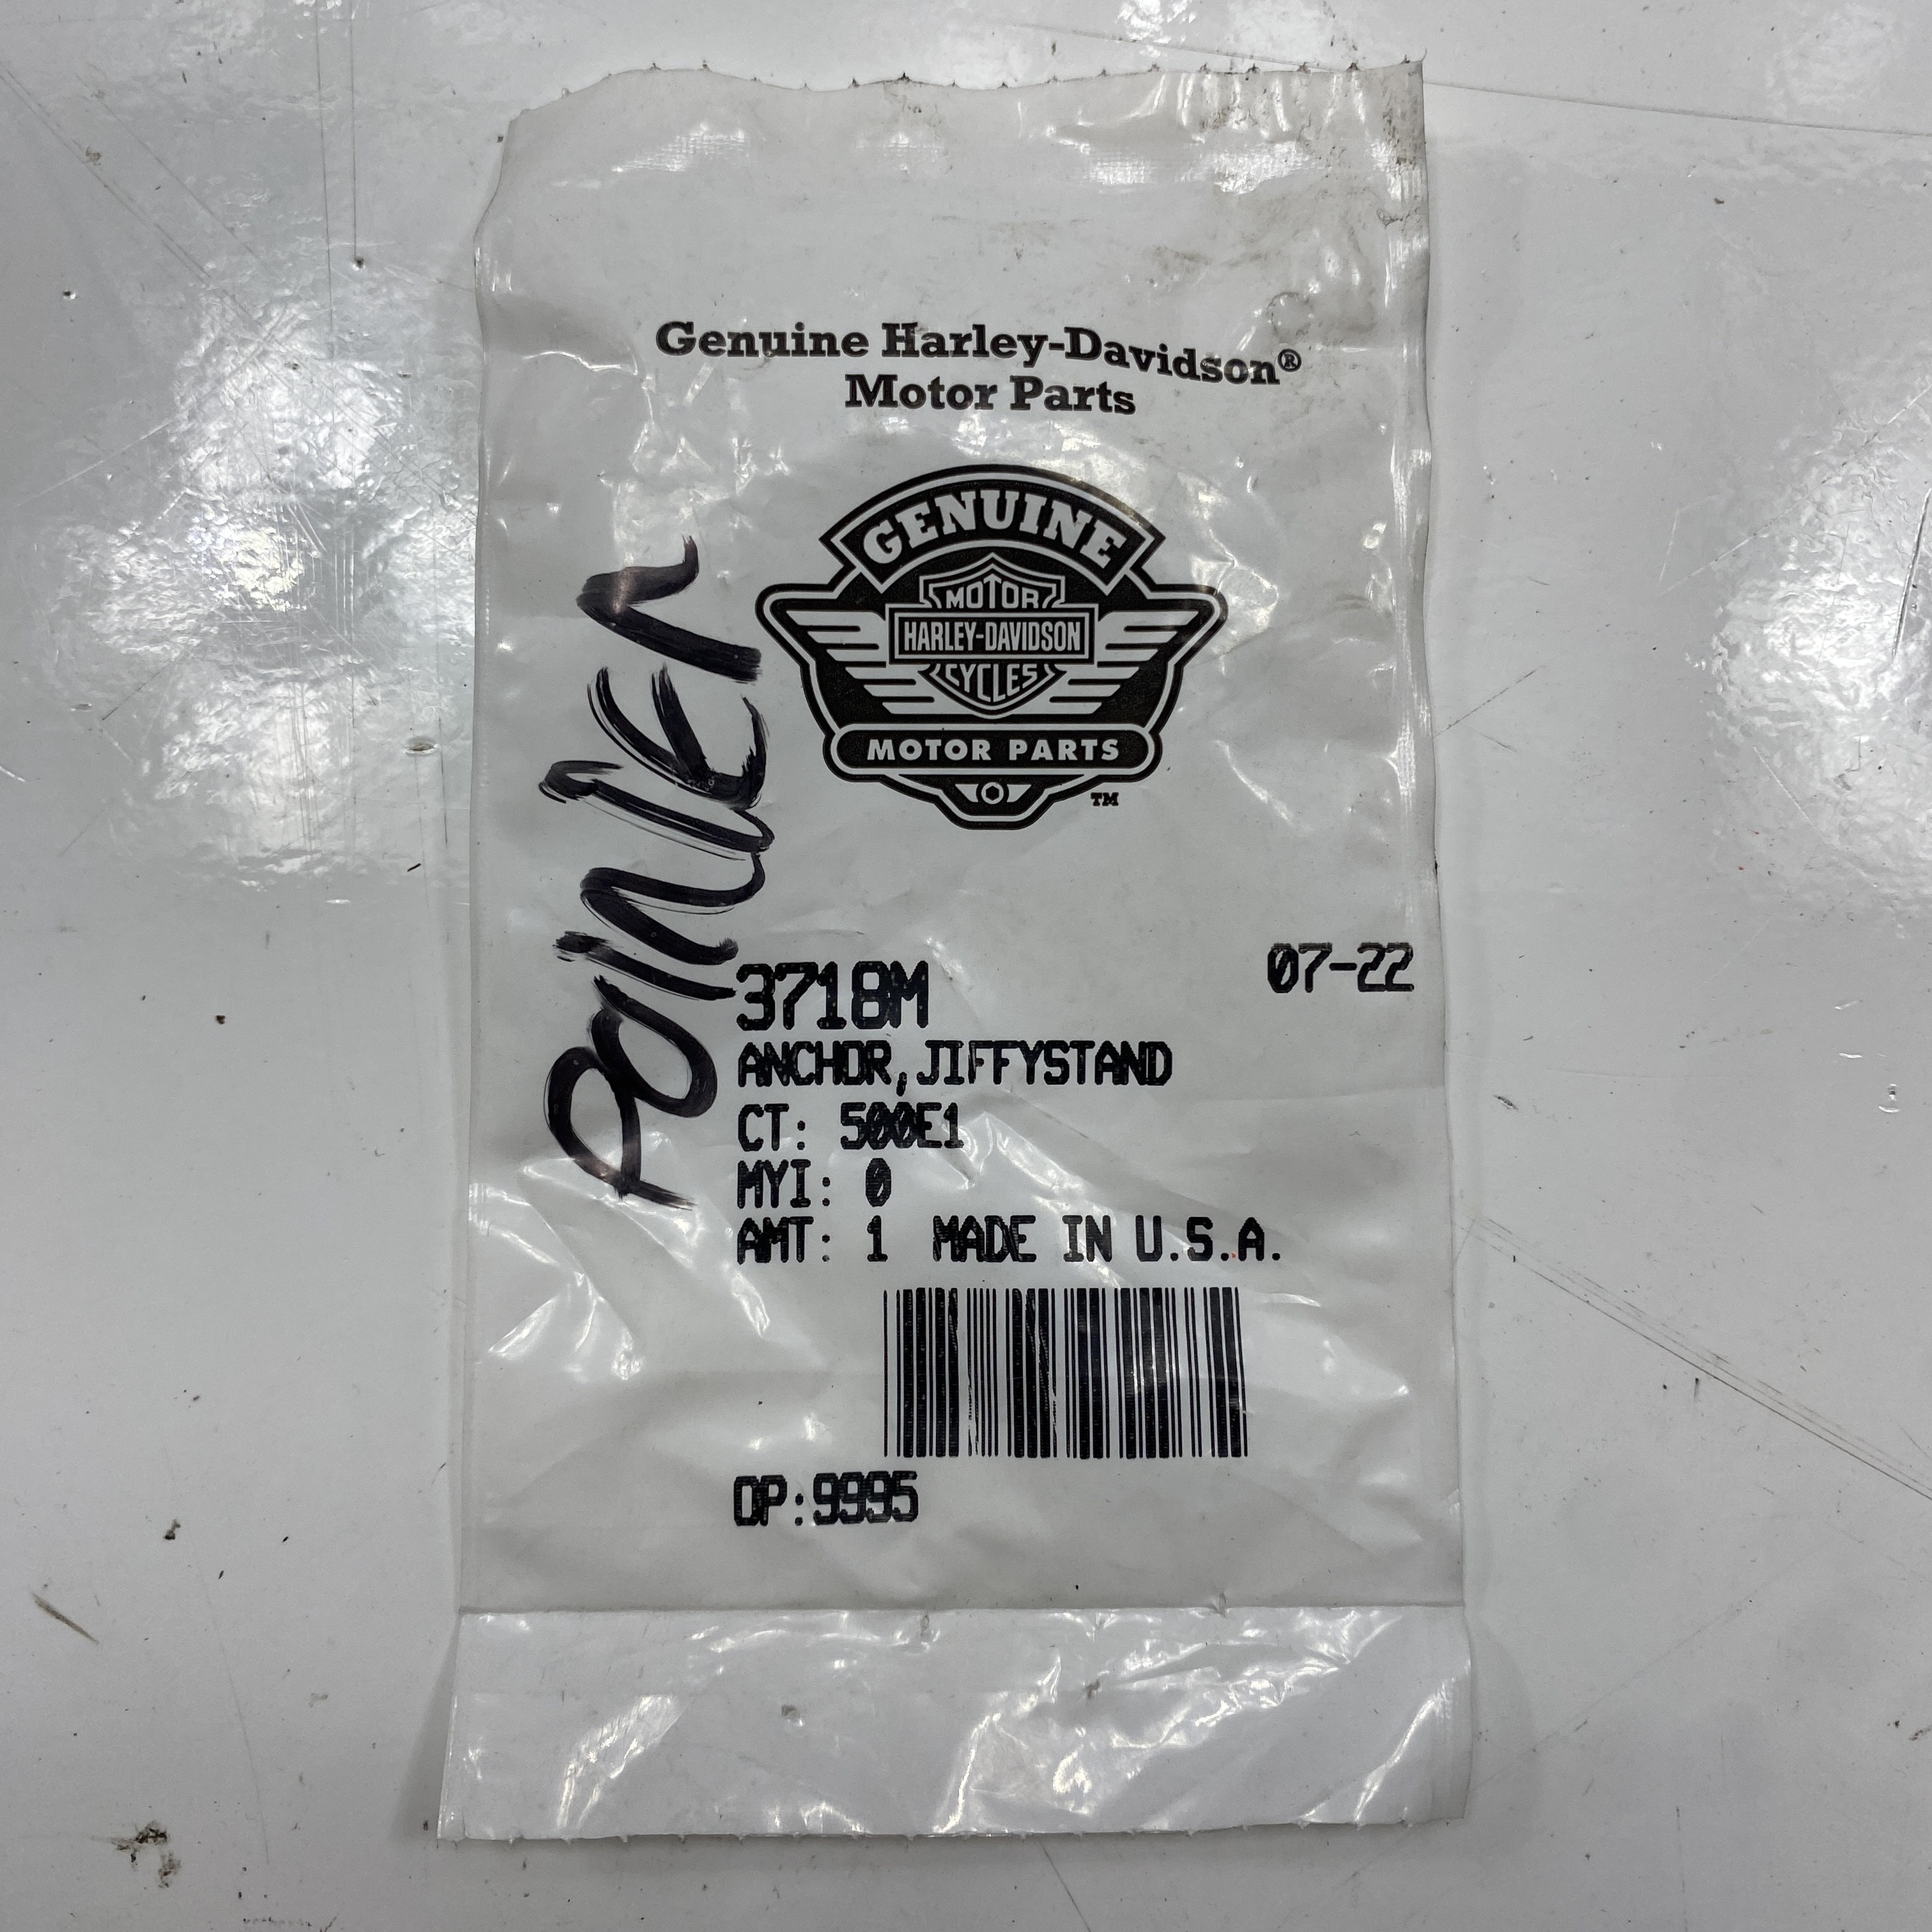 Genuine Harley-Davidson®
Motor Parts
GENUINE
MOTOR
HARLEY-DAVIDSON
CYCLES
MOTOR PARTS
TM
07-22
3718M
ANCHOR,JIFFYSTAND
CT: 500E1
MYI: 0
AMT: 1 MADE IN U.S.A.
OP:9995